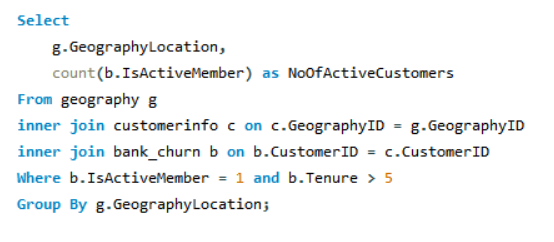 Select
g.GeographyLocation,
count(b.IsActiveMember) as NoOfActiveCustomers
From geography g
inner join customerinfo c on c.GeographyID = g.GeographyID
inner join bank_churn b on b.CustomerID = c.CustomerID
Where b.IsActiveMember = 1 and b.Tenure > 5
Group By g.GeographyLocation;